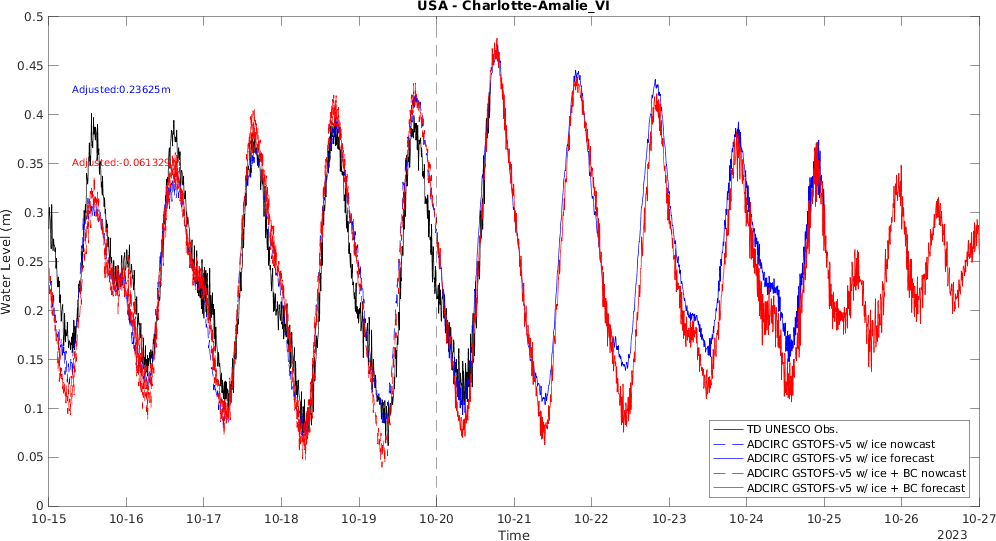 USA - Charlotte-Amalie_VI
0.5
0.45
0.4
0.35
0.3
0.25
0.2
0.15
0.1
0.05
0
Water Level (m)
Adjusted:0.23625m
Adjusted:-0.061329
TD UNESCO Obs.
ADCIRC GSTOFS-v5 w/ ice nowcast
ADCIRC GSTOFS-v5 w/ ice forecast
ADCIRC GSTOFS-v5 w/ ice + BC nowcast
ADCIRC GSTOFS-v5 w/ ice + BC forecast
10-15 10-16 10-17 10-18 10-19 10-20 10-21 10-22 10-23 10-24 10-25 10-26 10-27
Time
2023